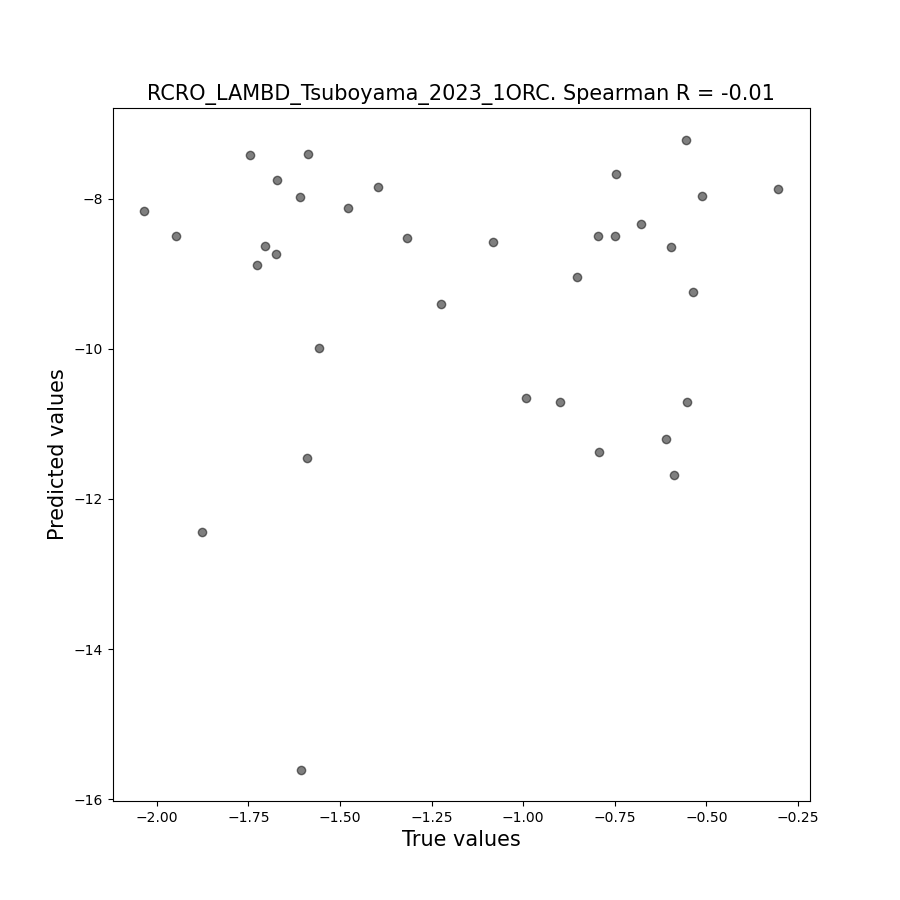 RCRO_LAMBD_Tsuboyama_2023_1ORC. Spearman R = -0.01
Predicted values
−8
−10
−12
−14
−16
−2.00 −1.75 −1.50 −1.25 −1.00 −0.75 −0.50 −0.25
True values